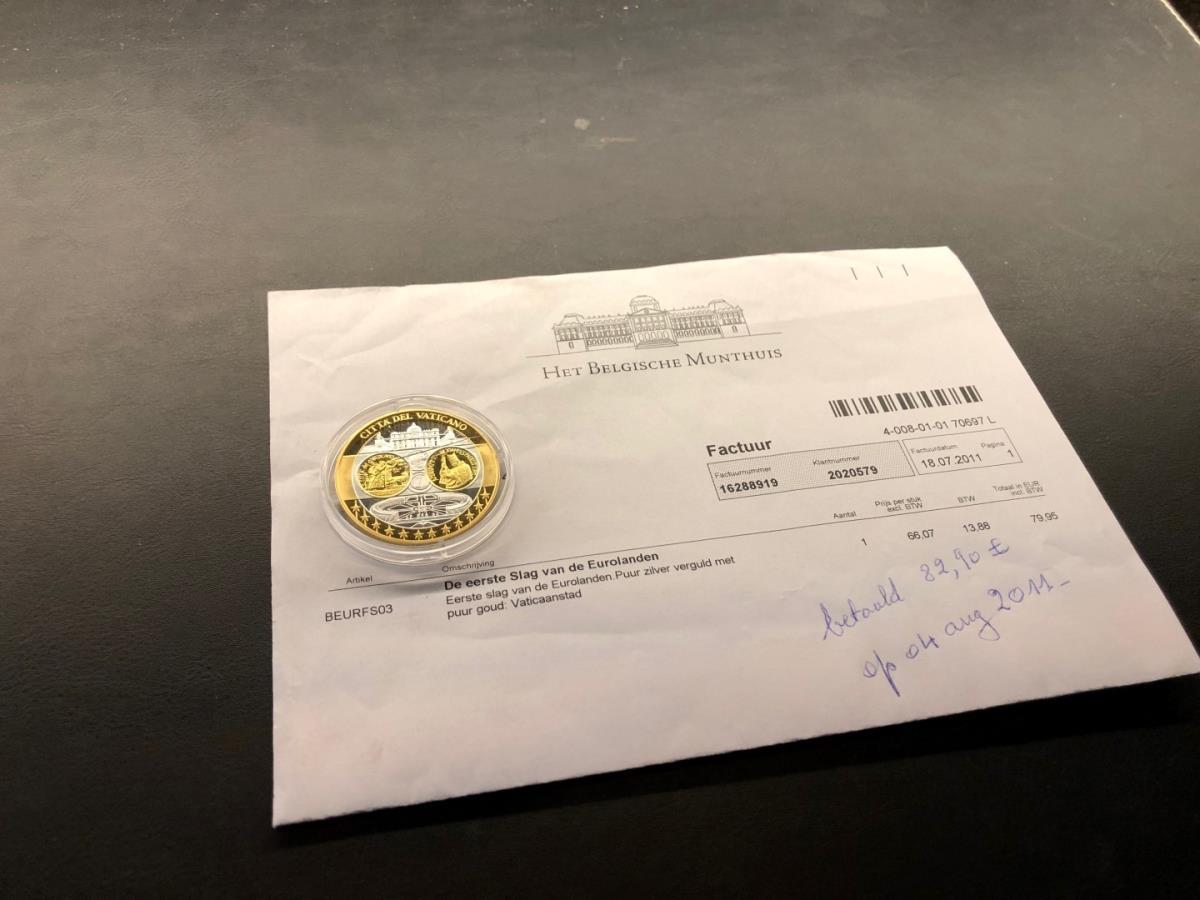 HET BELGISCHE MUNTHUIS
CITTÀ DEL VATICANO
4-008-01-01 70697 L
Factuur
Factuurnummer Klantnummer Factuurdatum Pagina
16288919 2020579 18.07.2011 1
Artikel Omschrijving Aantal Prijs per stuk excl. BTW BTW Totaal in EUR incl. BTW
BEURFS03 De eerste Slag van de Eurolanden 1 66,07 13,88 79,95
Eerste slag van de Eurolanden.Puur zilver verguld met
puur goud: Vaticaanstad
betaald 82,90 €
op 04 aug 2011-